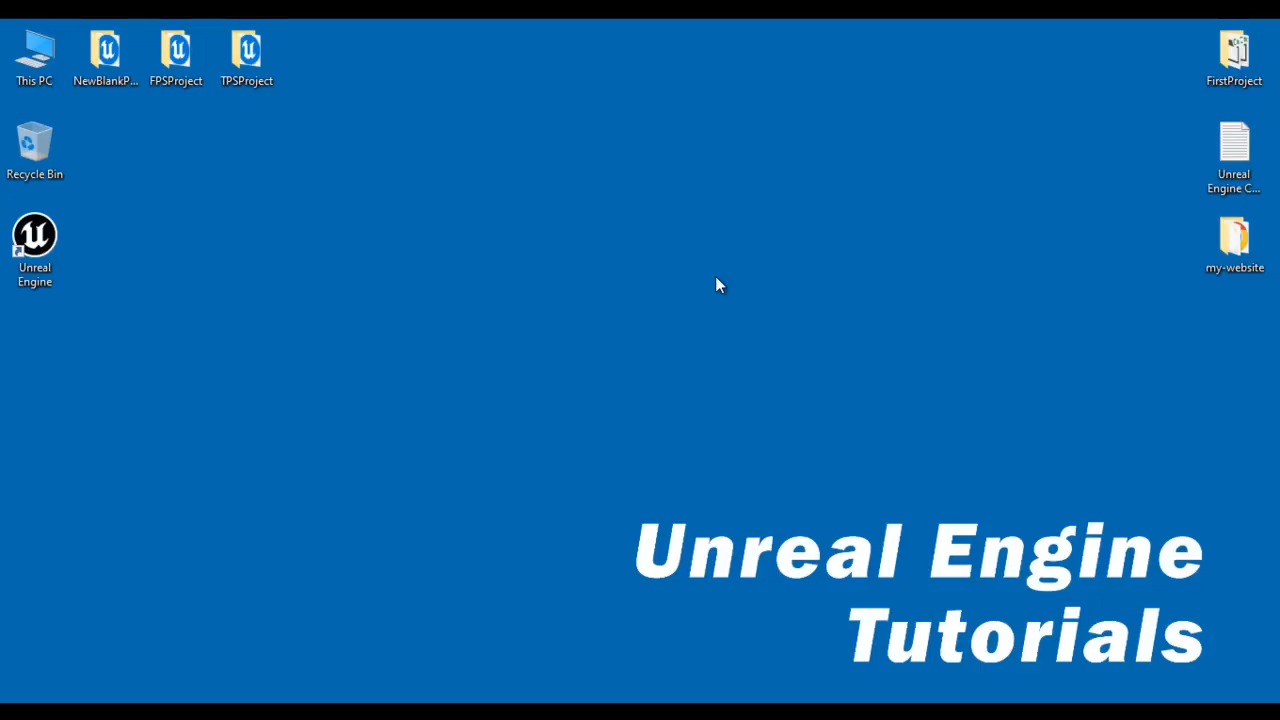 This PC
NewBlankP...
FPSProject
TPSProject
FirstProject
Recycle Bin
Unreal
Engine C...
Unreal
Engine
my-website
Unreal Engine
Tutorials